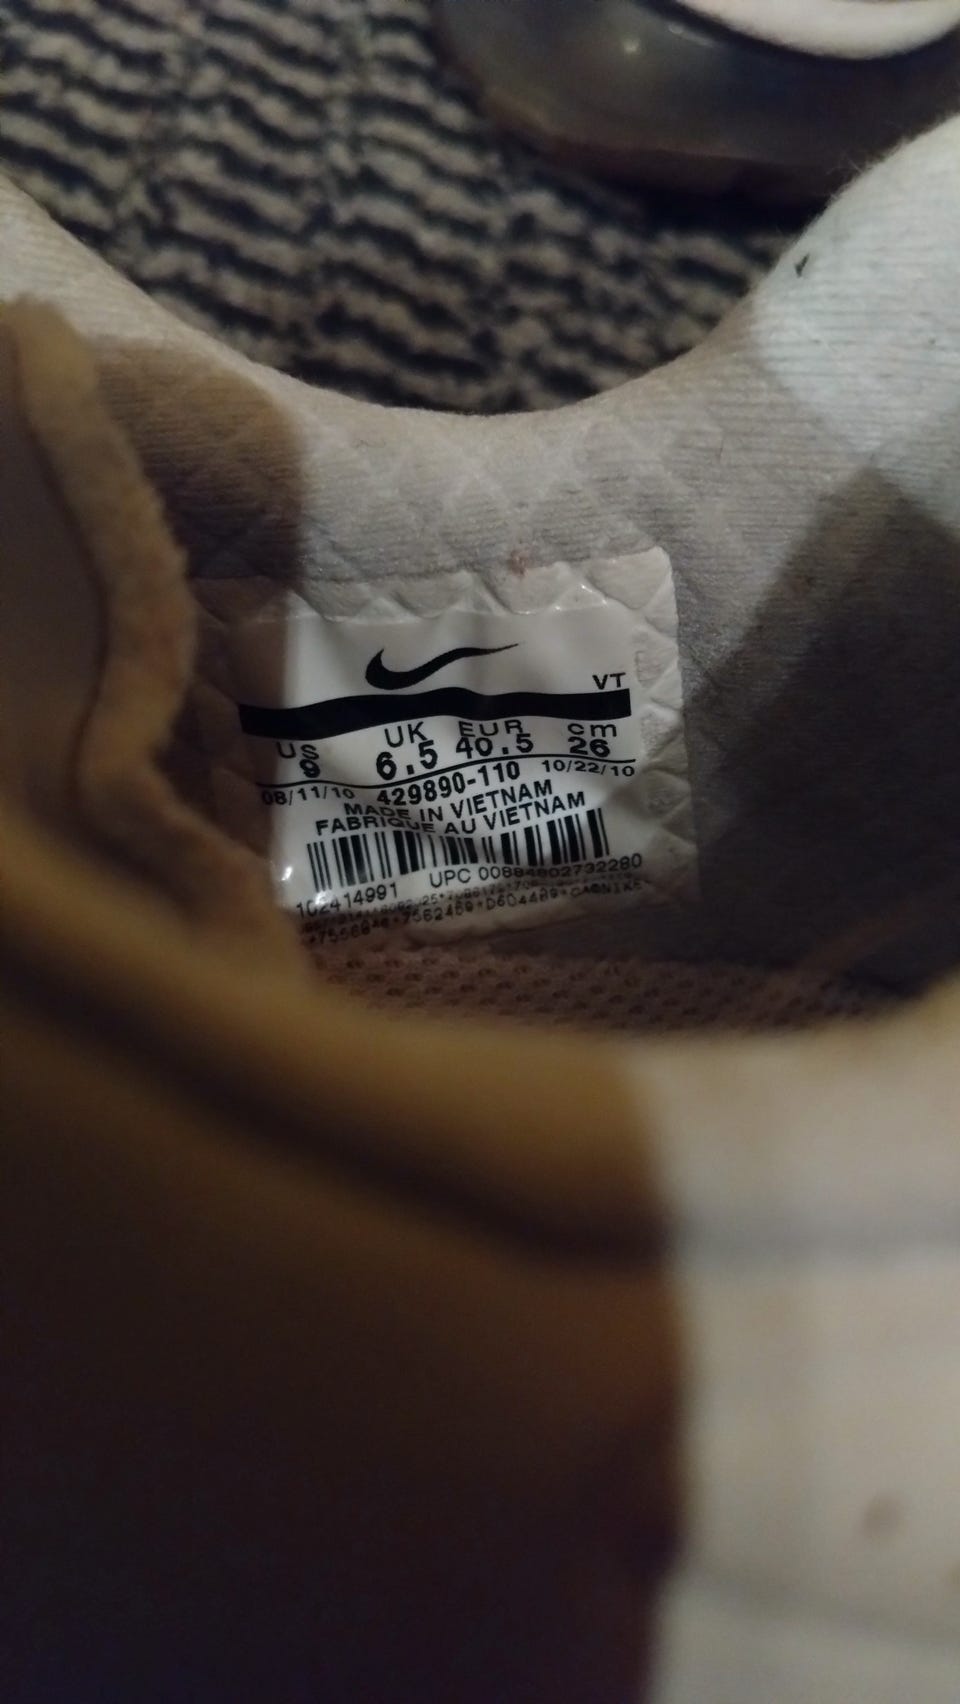 VT
US UK EUR cm
8 6.5 40.5 26
08/11/10 429890-110 10/22/10
MADE IN VIETNAM
FABRIQUE AU VIETNAM
UPC 00884802732280
102414991